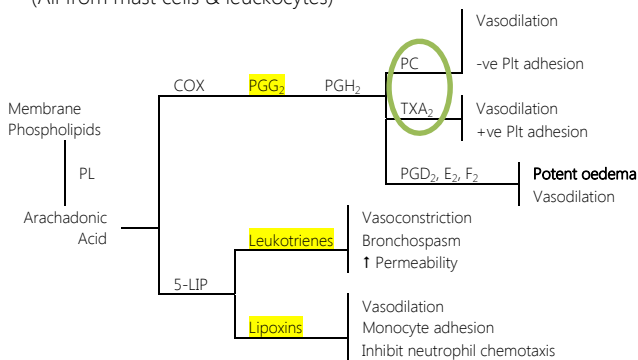 (All from mast cells & leuckocytes)
Vasodilation
PC
-ve Plt adhesion
COX
PGG₂
PGH₂
TXA₂
Vasodilation
+ve Plt adhesion
Membrane
Phospholipids
PL
PGD₂, E₂, F₂
Potent oedema
Vasodilation
Arachadonic
Acid
Vasoconstriction
Leukotrienes
Bronchospasm
↑ Permeability
5-LIP
Vasodilation
Lipoxins
Monocyte adhesion
Inhibit neutrophil chemotaxis